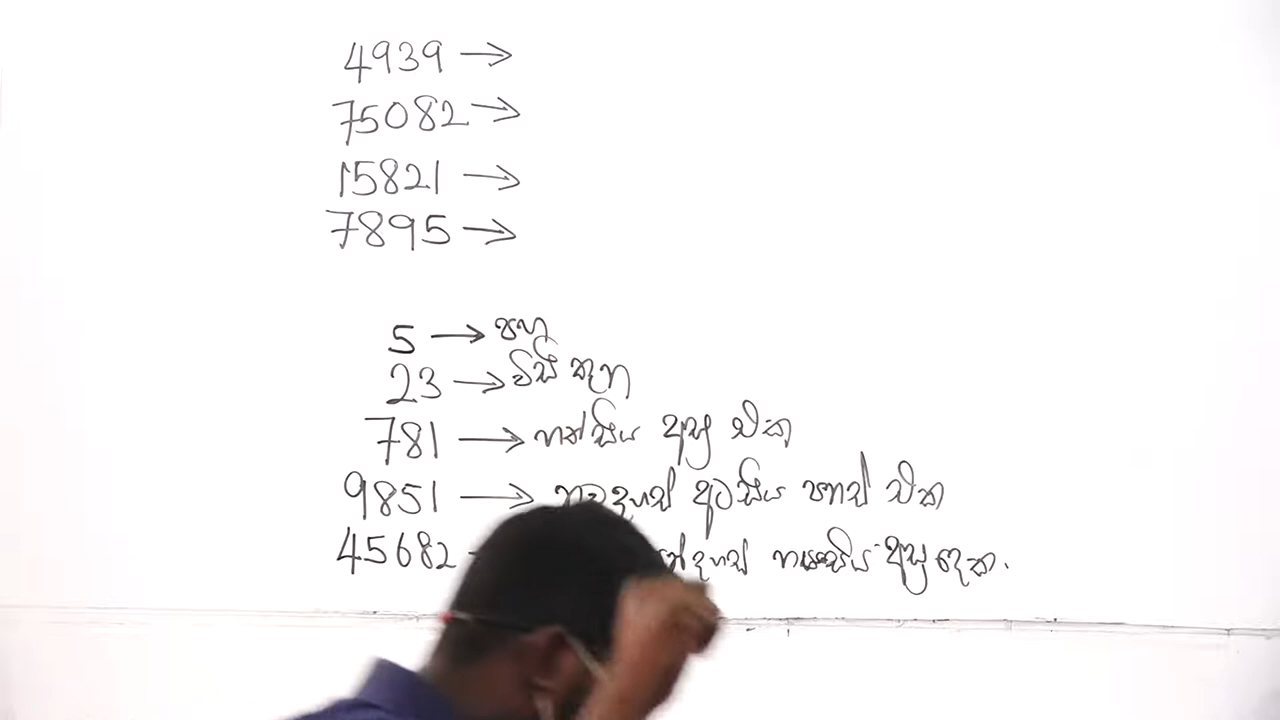 4939 →
75082 →
15821 →
7895 →
5 → පහ
23 → විසි තුන
781 → හත්සිය අසූ එක
9851 → නවදහස් අටසිය පනස් එක
45682 දහස් හයසිය අසූ දෙක.